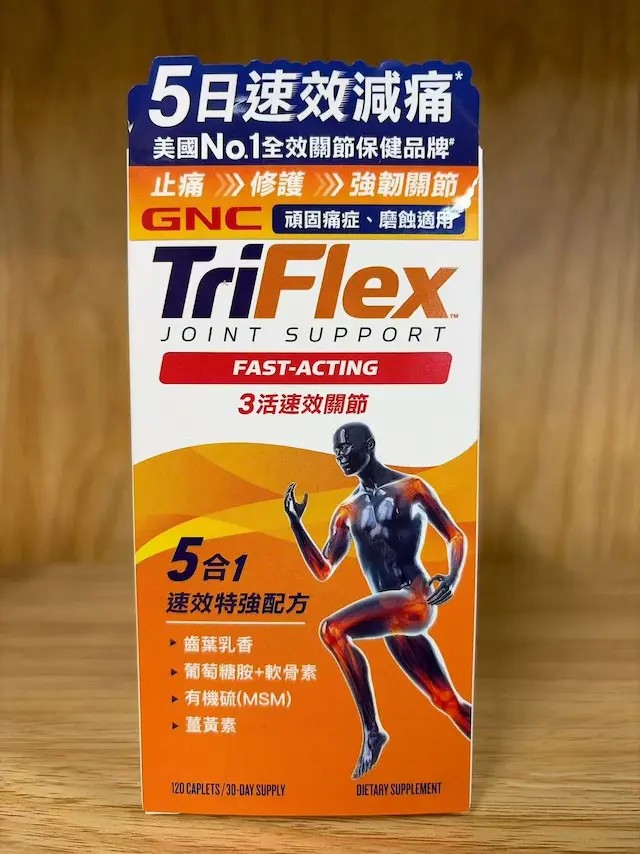 5日速效減痛*
美國No.1全效關節保健品牌#
止痛 》》 修護 》》 強韌關節
GNC 頑固痛症、磨蝕適用
TriFlex™
JOINT SUPPORT
FAST-ACTING
3活速效關節
5合1
速效特強配方
▸ 齒葉乳香
▸ 葡萄糖胺+軟骨素
▸ 有機硫(MSM)
▸ 薑黃素
120 CAPLETS/30-DAY SUPPLY
DIETARY SUPPLEMENT